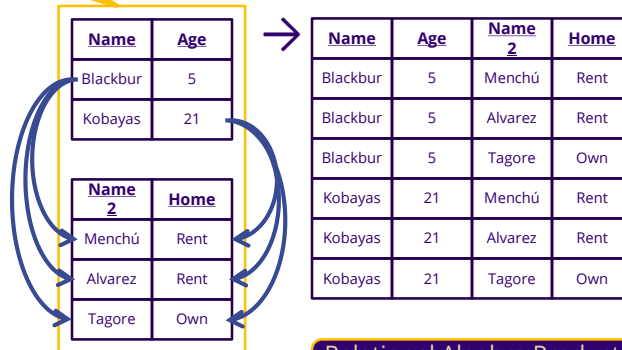 Name Age
Blackbur 5
Kobayas 21
Name 2 Home
Menchú Rent
Alvarez Rent
Tagore Own
Name Age Name 2 Home
Blackbur 5 Menchú Rent
Blackbur 5 Alvarez Rent
Blackbur 5 Tagore Own
Kobayas 21 Menchú Rent
Kobayas 21 Alvarez Rent
Kobayas 21 Tagore Own